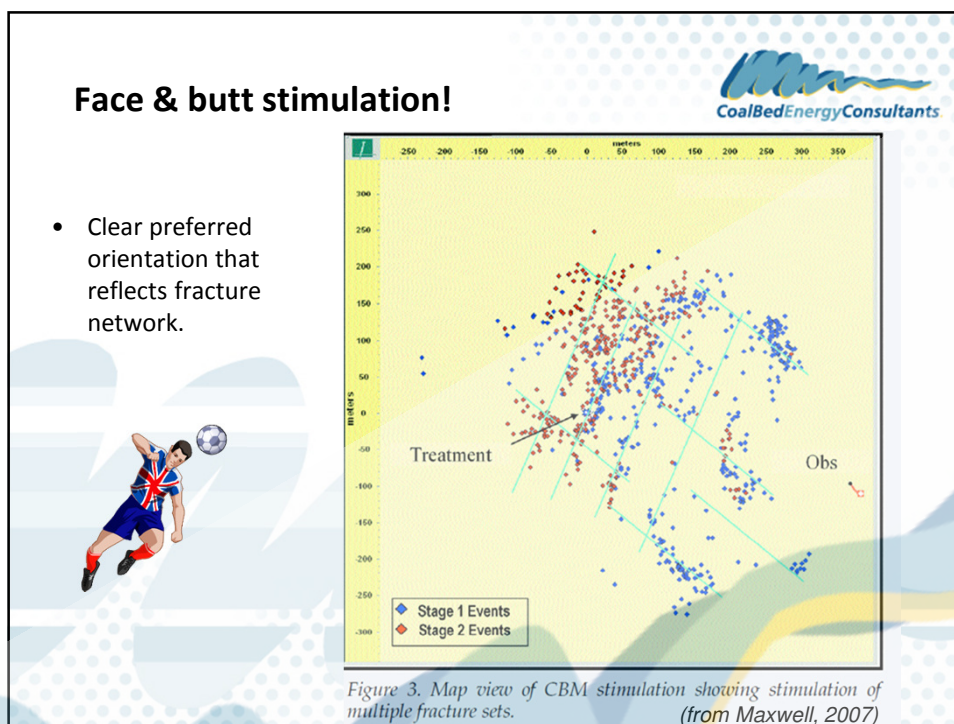 Face & butt stimulation!
CoalBedEnergyConsultants
• Clear preferred
orientation that
reflects fracture
network.
meters
-250 -200 -150 -100 -50 0 50 100 150 200 250 300 350
300
250
200
150
100
50
0
-50
-100
-150
-200
-250
-300
meters
Treatment
Obs
Stage 1 Events
Stage 2 Events
Figure 3. Map view of CBM stimulation showing stimulation of
multiple fracture sets. (from Maxwell, 2007)